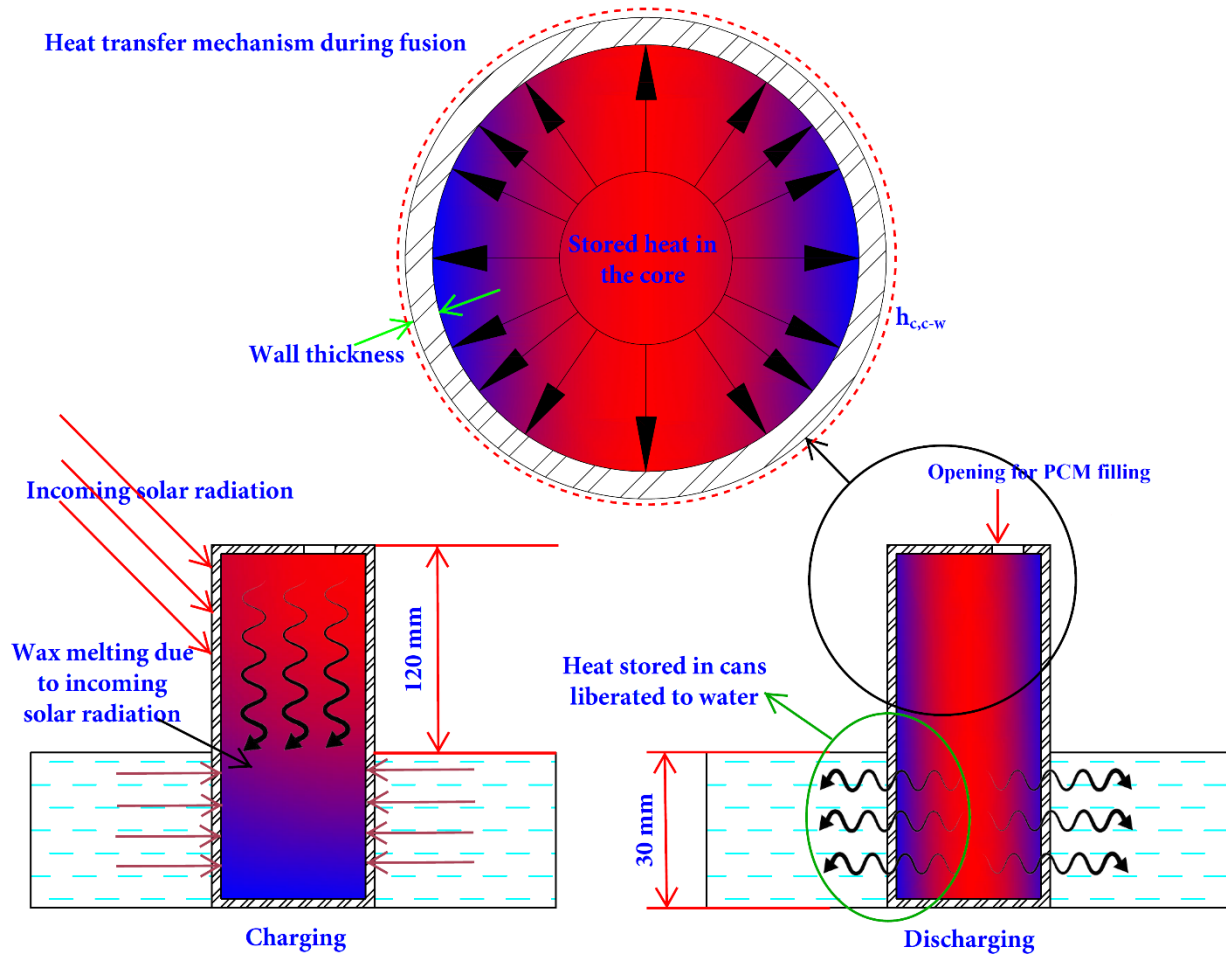 Heat transfer mechanism during fusion
Stored heat in
the core
h_c,c-w
Wall thickness
Incoming solar radiation
Opening for PCM filling
120 mm
Wax melting due
to incoming
solar radiation
Heat stored in cans
liberated to water
30 mm
Charging
Discharging